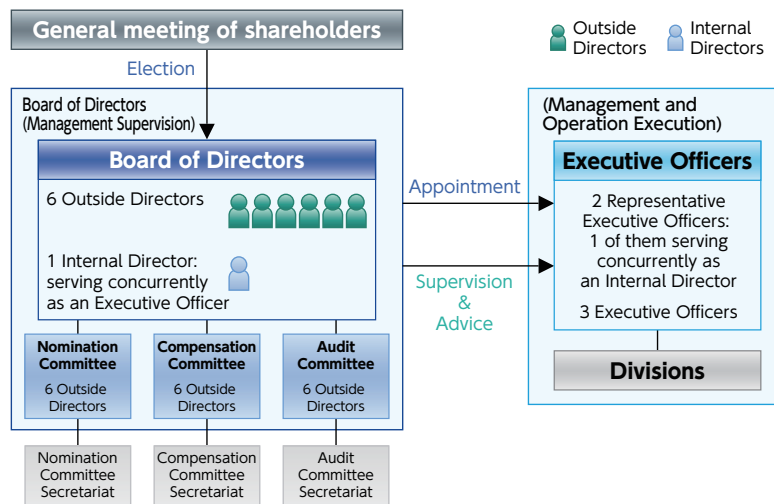 General meeting of shareholders
Outside
Directors
Internal
Directors
Election
Board of Directors
(Management Supervision)
Board of Directors
6 Outside Directors
1 Internal Director:
serving concurrently
as an Executive Officer
Nomination
Committee
6 Outside
Directors
Compensation
Committee
6 Outside
Directors
Audit
Committee
6 Outside
Directors
Nomination
Committee
Secretariat
Compensation
Committee
Secretariat
Audit
Committee
Secretariat
Appointment
Supervision
&
Advice
(Management and
Operation Execution)
Executive Officers
2 Representative
Executive Officers:
1 of them serving
concurrently as
an Internal Director
3 Executive Officers
Divisions